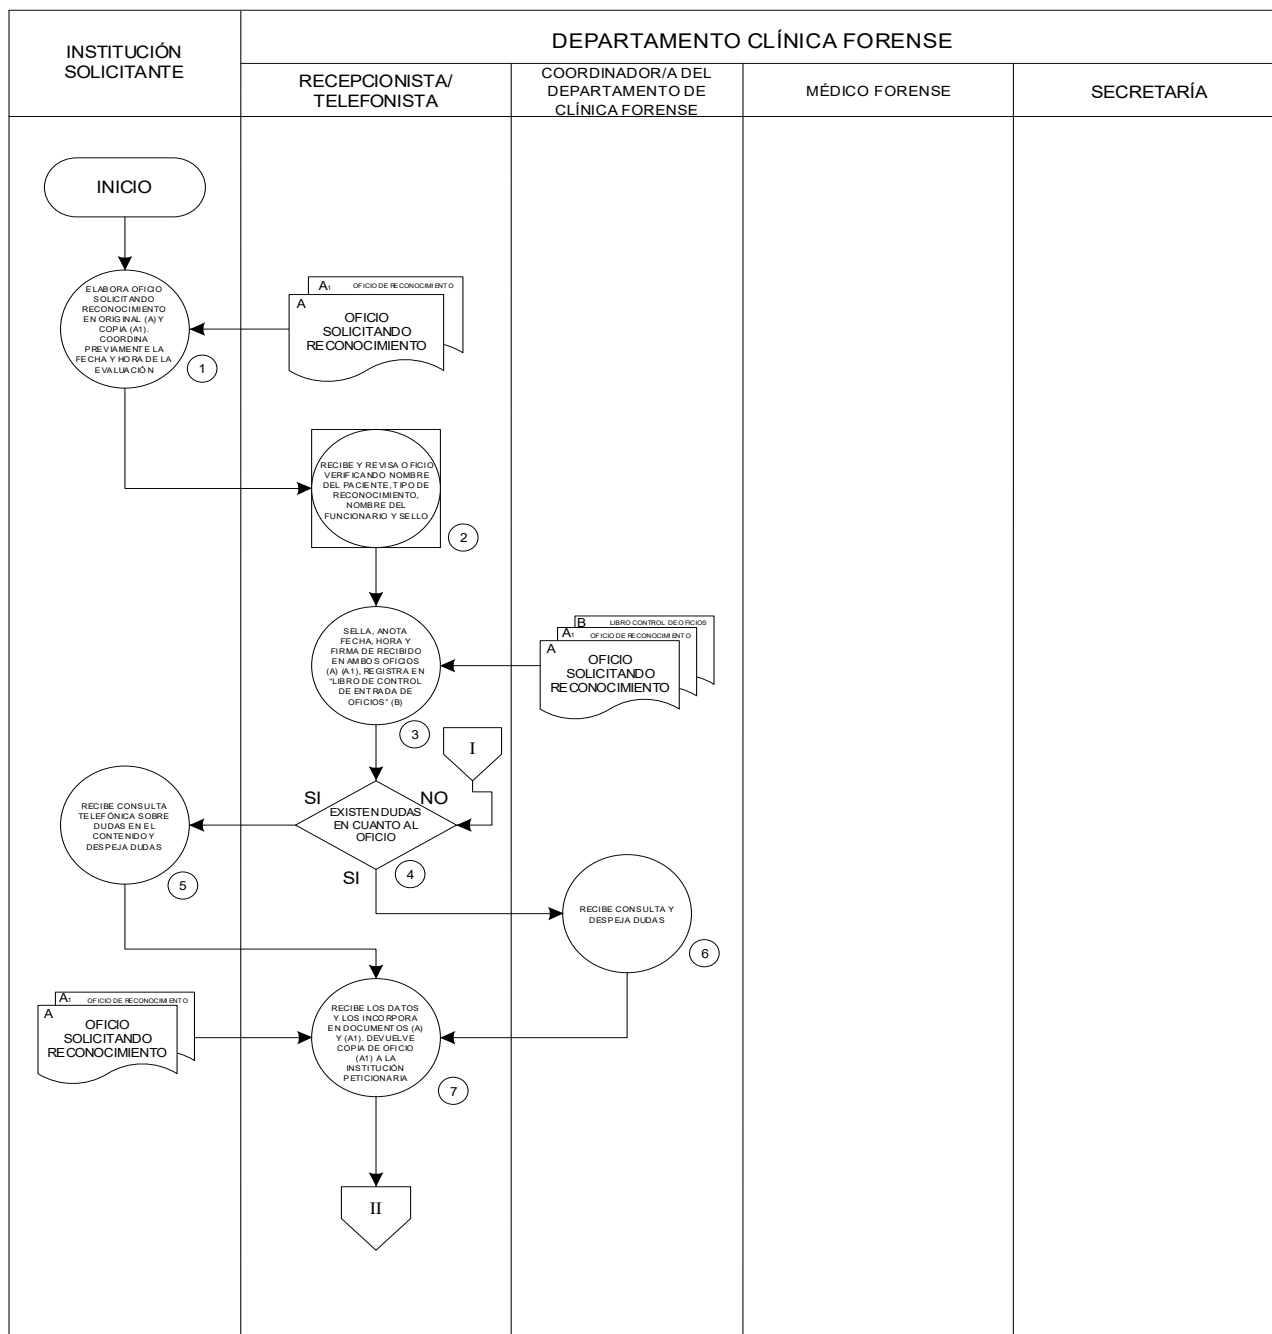 INSTITUCIÓN
SOLICITANTE
DEPARTAMENTO CLÍNICA FORENSE
RECEPCIONISTA/
TELEFONISTA
COORDINADOR/A DEL
DEPARTAMENTO DE
CLÍNICA FORENSE
MÉDICO FORENSE
SECRETARÍA
INICIO
ELABORA OFICIO
SOLICITANDO
RECONOCIMIENTO
EN ORIGINAL (A) Y
COPIA (A1).
COORDINA
PREVIAMENTE LA
FECHA Y HORA DE LA
EVALUACIÓN
1
A1 OFICIO DE RECONOCIMIENTO
A
OFICIO
SOLICITANDO
RECONOCIMIENTO
RECIBE Y REVISA OFICIO
VERIFICANDO NOMBRE
DEL PACIENTE, TIPO DE
RECONOCIMIENTO,
NOMBRE DEL
FUNCIONARIO Y SELLO
2
SELLA, ANOTA
FECHA, HORA Y
FIRMA DE RECIBIDO
EN AMBOS OFICIOS
(A) (A1), REGISTRA EN
"LIBRO DE CONTROL
DE ENTRADA DE
OFICIOS" (B)
3
B LIBRO CONTROL DE OFICIOS
A1 OFICIO DE RECONOCIMIENTO
A
OFICIO
SOLICITANDO
RECONOCIMIENTO
I
SI
NO
EXISTEN DUDAS
EN CUANTO AL
OFICIO
SI
4
RECIBE CONSULTA
TELEFÓNICA SOBRE
DUDAS EN EL
CONTENIDO Y
DESPEJA DUDAS
5
RECIBE CONSULTA Y
DESPEJA DUDAS
6
A1 OFICIO DE RECONOCIMIENTO
A
OFICIO
SOLICITANDO
RECONOCIMIENTO
RECIBE LOS DATOS
Y LOS INCORPORA
EN DOCUMENTOS (A)
Y (A1). DEVUELVE
COPIA DE OFICIO
(A1) A LA
INSTITUCIÓN
PETICIONARIA
7
II